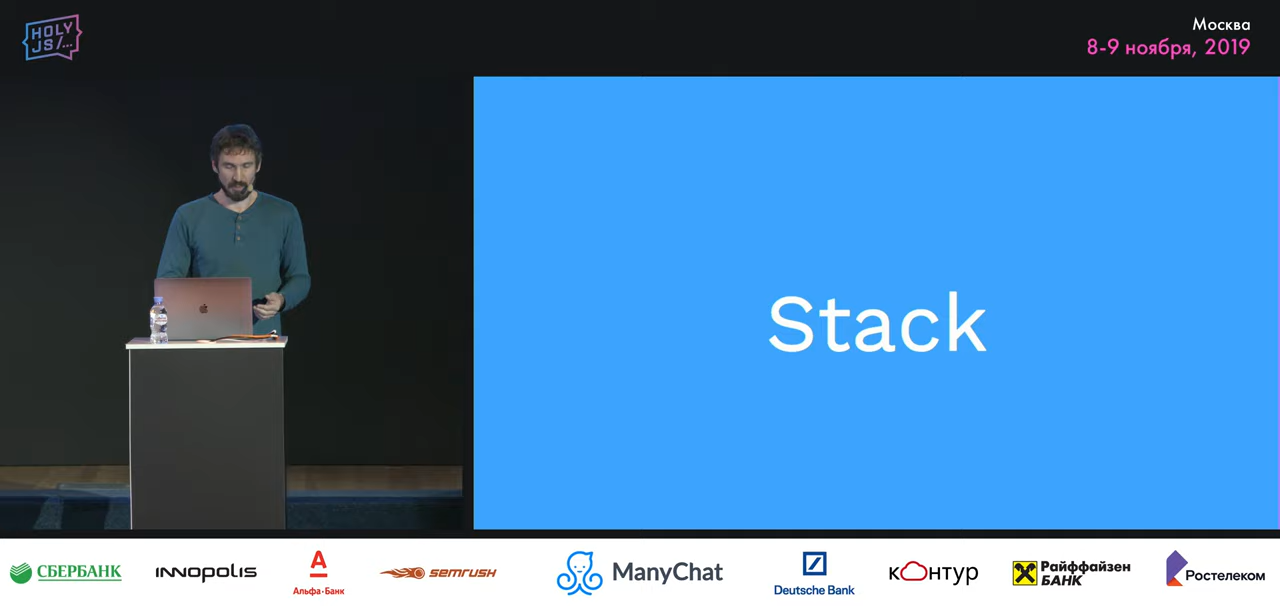 HOLY
JS/...
Москва
8-9 ноября, 2019
Stack
СБЕРБАНК
INNOPOLIS
А
Альфа·Банк
semrush
ManyChat
Deutsche Bank
контур
Райффайзен
БАНК
Ростелеком